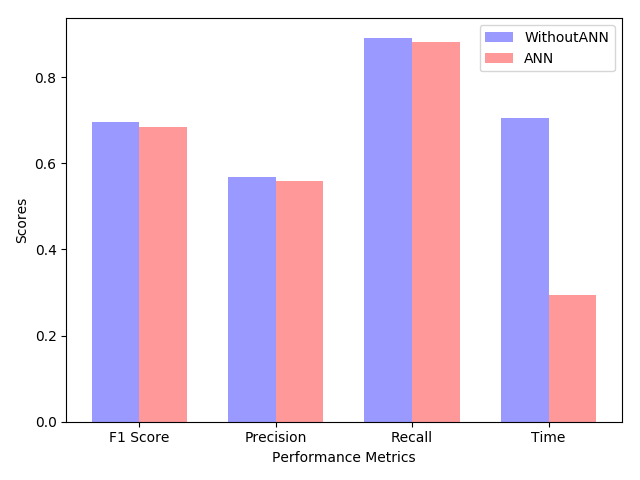 WithoutANN
ANN
0.8
0.6
0.4
0.2
0.0
Scores
F1 Score Precision Recall Time
Performance Metrics